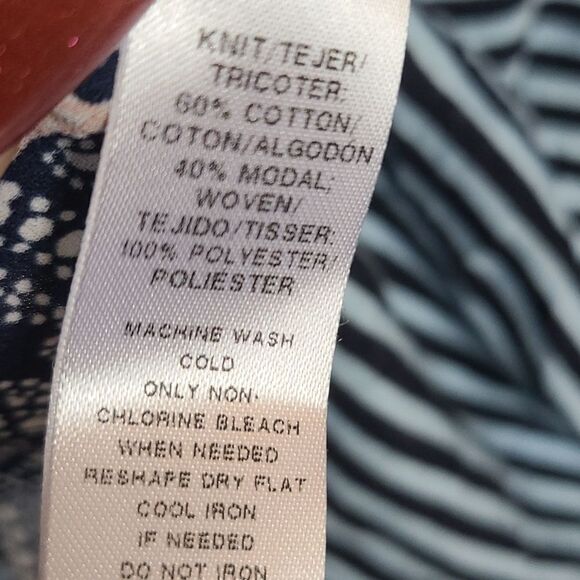 KNIT/TEJER/
TRICOTER:
60% COTTON/
COTON/ALGODON
40% MODAL;
WOVEN/
TEJIDO/TISSER:
100% POLYESTER/
POLIESTER
MACHINE WASH
COLD
ONLY NON-
CHLORINE BLEACH
WHEN NEEDED
RESHAPE DRY FLAT
COOL IRON
IF NEEDED
DO NOT IRON